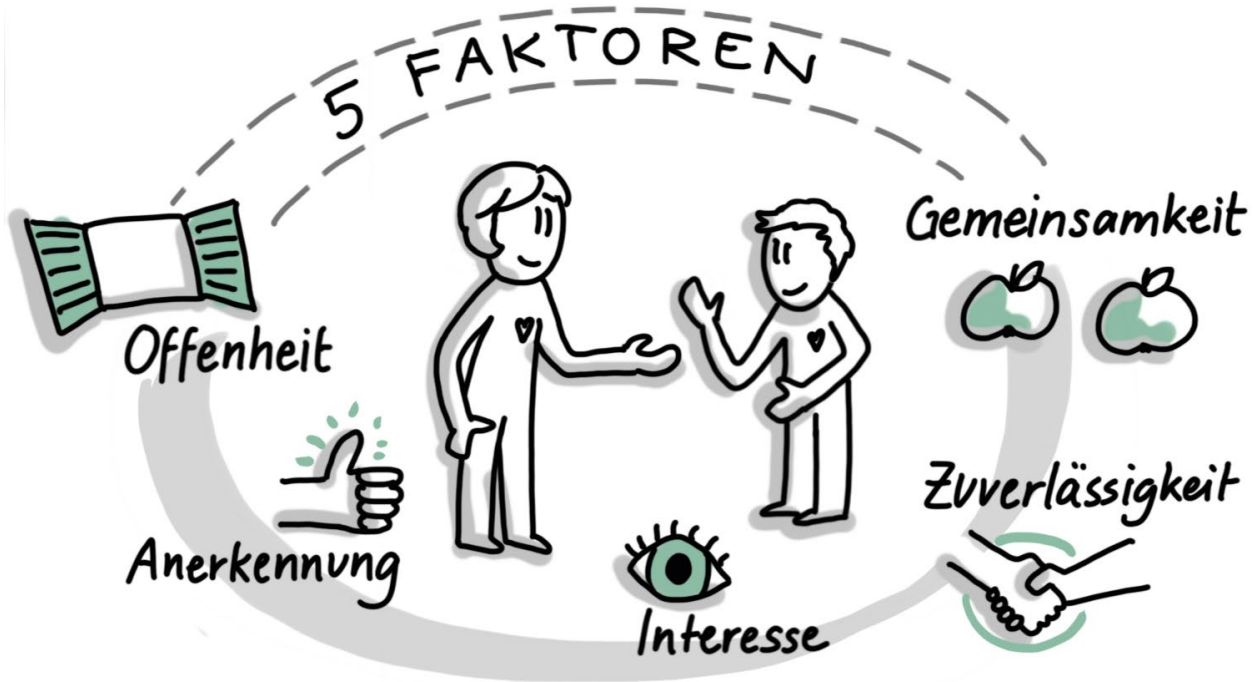 5 FAKTOREN
Gemeinsamkeit
Offenheit
Zuverlässigkeit
Anerkennung
Interesse